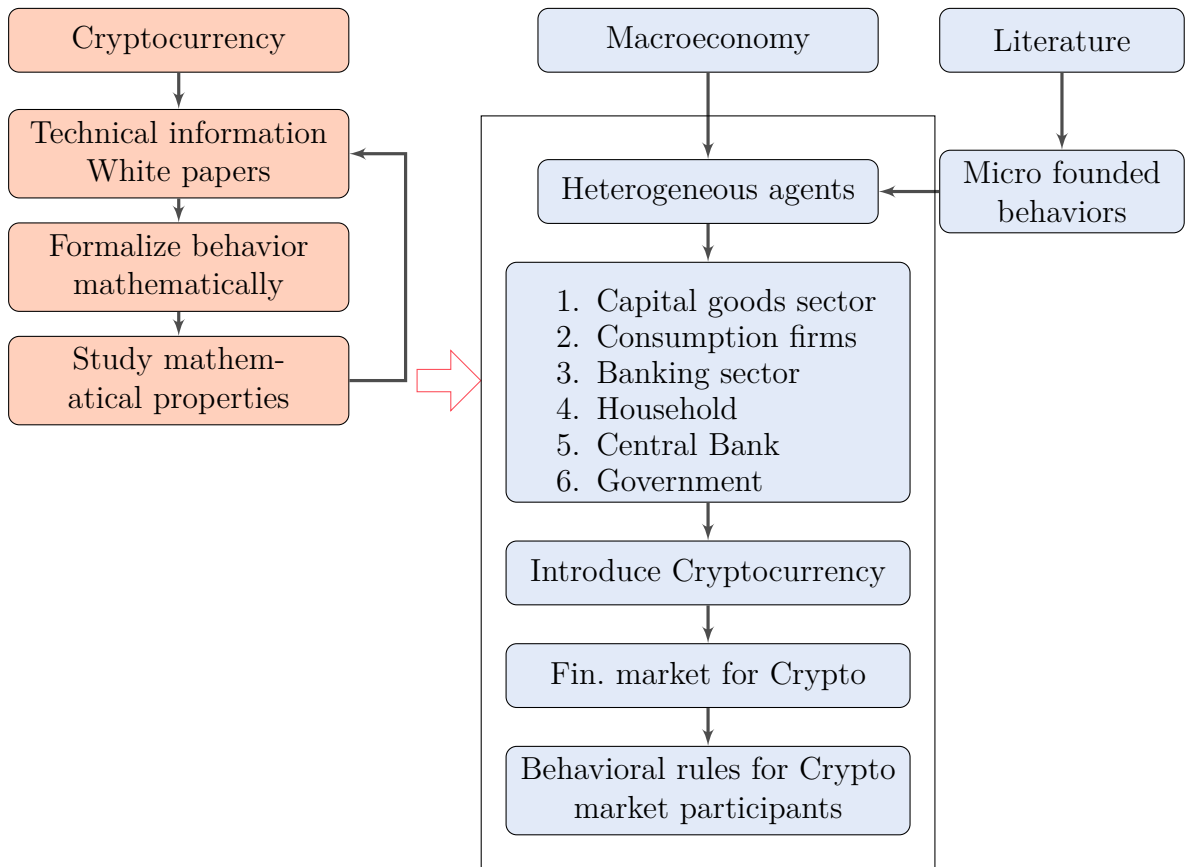 Cryptocurrency
Technical information
White papers
Formalize behavior
mathematically
Study mathem-
atical properties
Macroeconomy
Heterogeneous agents
1. Capital goods sector
2. Consumption firms
3. Banking sector
4. Household
5. Central Bank
6. Government
Introduce Cryptocurrency
Fin. market for Crypto
Behavioral rules for Crypto
market participants
Literature
Micro founded
behaviors